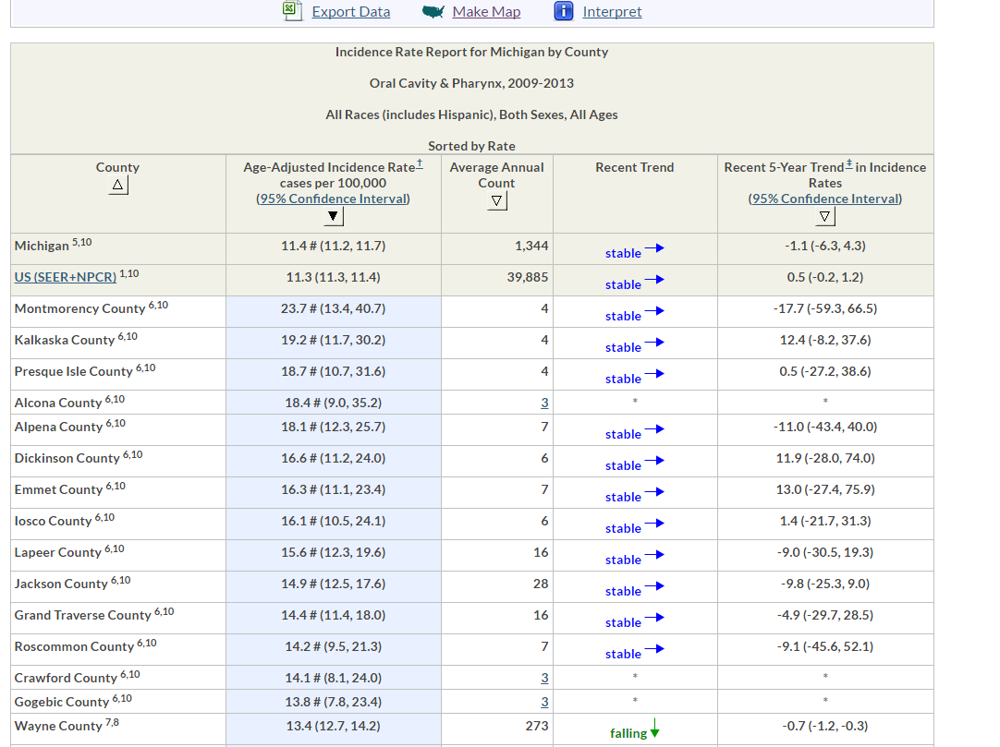 Export Data Make Map Interpret
Incidence Rate Report for Michigan by County
Oral Cavity & Pharynx, 2009-2013
All Races (includes Hispanic), Both Sexes, All Ages
Sorted by Rate
County Age-Adjusted Incidence Rate† Average Annual Recent Trend Recent 5-Year Trend‡ in Incidence
cases per 100,000 Count Rates
(95% Confidence Interval) (95% Confidence Interval)
Michigan 5,10 11.4 # (11.2, 11.7) 1,344 stable -1.1 (-6.3, 4.3)
US (SEER+NPCR) 1,10 11.3 (11.3, 11.4) 39,885 stable 0.5 (-0.2, 1.2)
Montmorency County 6,10 23.7 # (13.4, 40.7) 4 stable -17.7 (-59.3, 66.5)
Kalkaska County 6,10 19.2 # (11.7, 30.2) 4 stable 12.4 (-8.2, 37.6)
Presque Isle County 6,10 18.7 # (10.7, 31.6) 4 stable 0.5 (-27.2, 38.6)
Alcona County 6,10 18.4 # (9.0, 35.2) 3 * *
Alpena County 6,10 18.1 # (12.3, 25.7) 7 stable -11.0 (-43.4, 40.0)
Dickinson County 6,10 16.6 # (11.2, 24.0) 6 stable 11.9 (-28.0, 74.0)
Emmet County 6,10 16.3 # (11.1, 23.4) 7 stable 13.0 (-27.4, 75.9)
Iosco County 6,10 16.1 # (10.5, 24.1) 6 stable 1.4 (-21.7, 31.3)
Lapeer County 6,10 15.6 # (12.3, 19.6) 16 stable -9.0 (-30.5, 19.3)
Jackson County 6,10 14.9 # (12.5, 17.6) 28 stable -9.8 (-25.3, 9.0)
Grand Traverse County 6,10 14.4 # (11.4, 18.0) 16 stable -4.9 (-29.7, 28.5)
Roscommon County 6,10 14.2 # (9.5, 21.3) 7 stable -9.1 (-45.6, 52.1)
Crawford County 6,10 14.1 # (8.1, 24.0) 3 * *
Gogebic County 6,10 13.8 # (7.8, 23.4) 3 * *
Wayne County 7,8 13.4 (12.7, 14.2) 273 falling -0.7 (-1.2, -0.3)